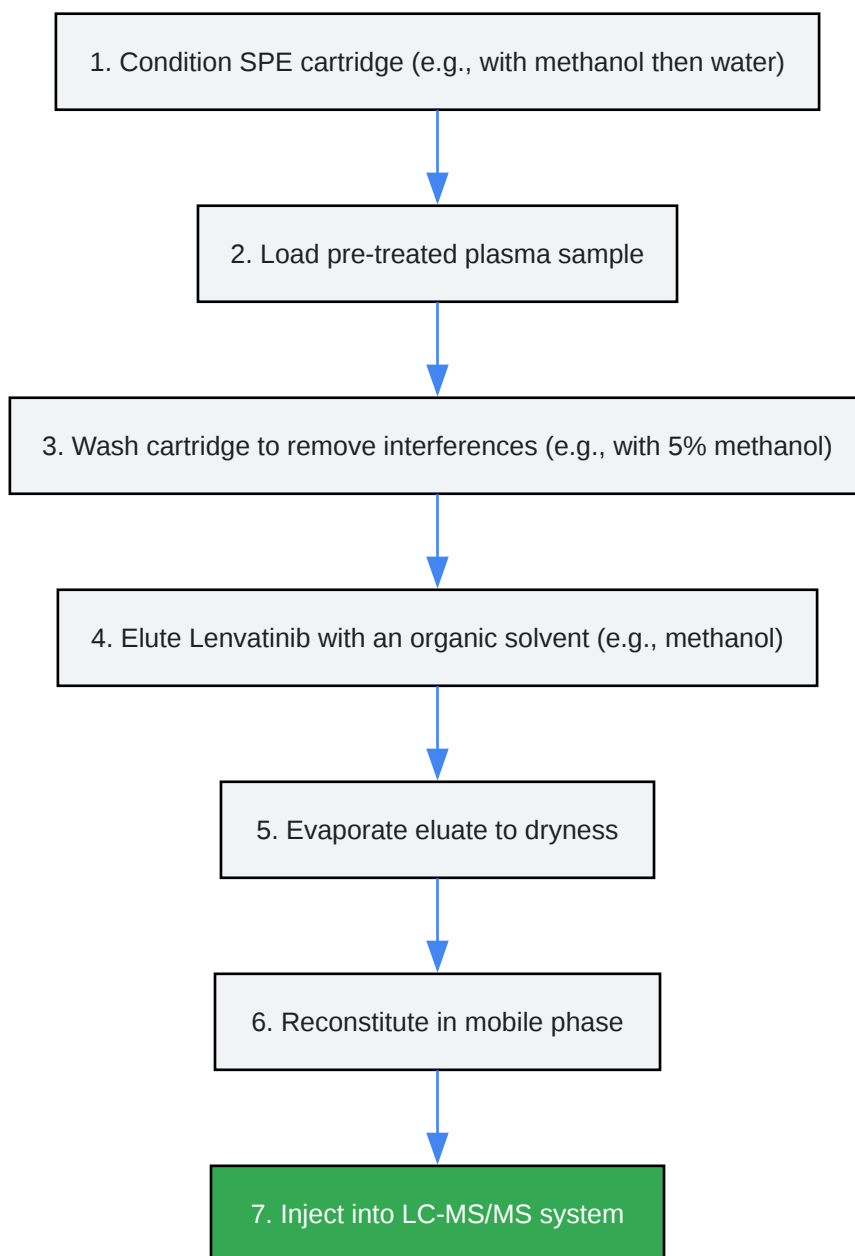 1. Condition SPE cartridge (e.g., with methanol then water)
2. Load pre-treated plasma sample
3. Wash cartridge to remove interferences (e.g., with 5% methanol)
4. Elute Lenvatinib with an organic solvent (e.g., methanol)
5. Evaporate eluate to dryness
6. Reconstitute in mobile phase
7. Inject into LC-MS/MS system